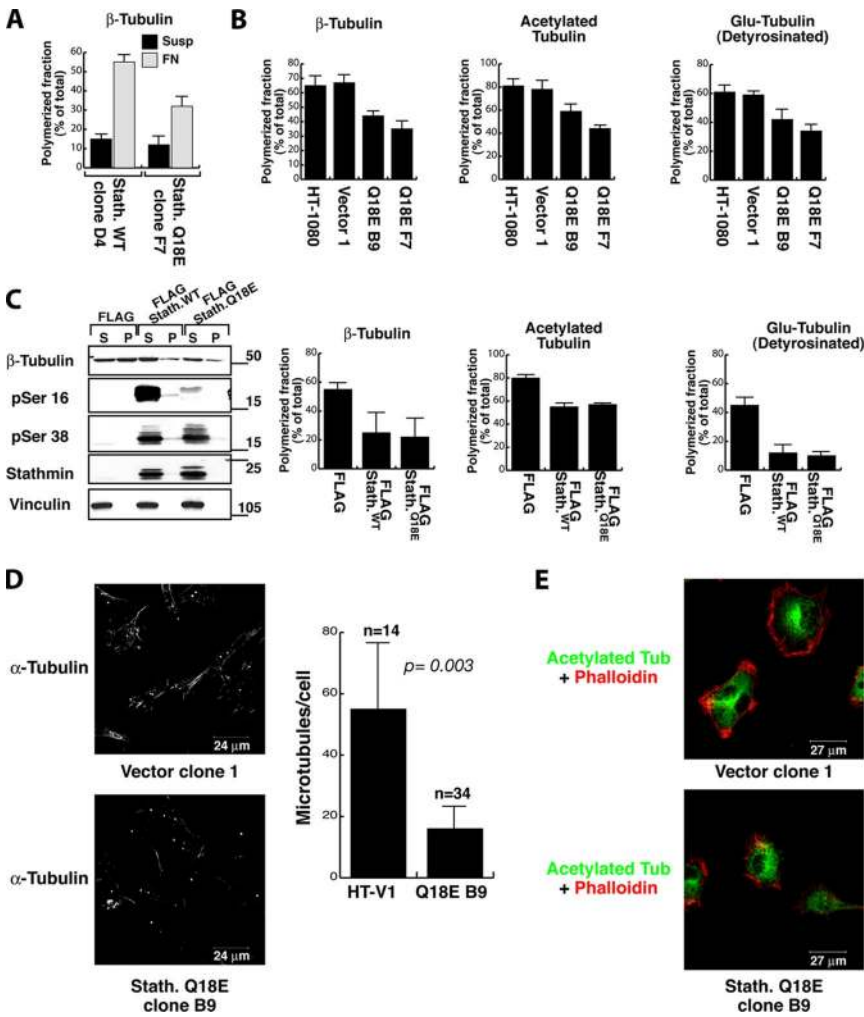 A
β-Tubulin
Susp
FN
Polymerized fraction
(% of total)
60
50
40
30
20
10
0
Stath. WT
clone D4
Stath. Q18E
clone F7
B
β-Tubulin
Polymerized fraction
(% of total)
80
60
40
20
0
HT-1080
Vector 1
Q18E B9
Q18E F7
Acetylated
Tubulin
Polymerized fraction
(% of total)
100
80
60
40
20
0
HT-1080
Vector 1
Q18E B9
Q18E F7
Glu-Tubulin
(Detyrosinated)
Polymerized fraction
(% of total)
80
60
40
20
0
HT-1080
Vector 1
Q18E B9
Q18E F7
C
FLAG
FLAG
Stath.WT
FLAG
Stath.Q18E
S P S P S P
β-Tubulin
50
pSer 16
15
pSer 38
15
Stathmin
25
Vinculin
105
β-Tubulin
Polymerized fraction
(% of total)
80
60
40
20
0
FLAG
FLAG
Stath.WT
FLAG
Stath.Q18E
Acetylated
Tubulin
Polymerized fraction
(% of total)
100
80
60
40
20
0
FLAG
FLAG
Stath.WT
FLAG
Stath.Q18E
Glu-Tubulin
(Detyrosinated)
Polymerized fraction
(% of total)
80
60
40
20
0
FLAG
FLAG
Stath.WT
FLAG
Stath.Q18E
D
α-Tubulin
24 μm
Vector clone 1
α-Tubulin
24 μm
Stath. Q18E
clone B9
Microtubules/cell
80
60
40
20
0
n=14
p= 0.003
n=34
HT-V1
Q18E B9
E
Acetylated Tub
+ Phalloidin
27 μm
Vector clone 1
Acetylated Tub
+ Phalloidin
27 μm
Stath. Q18E
clone B9